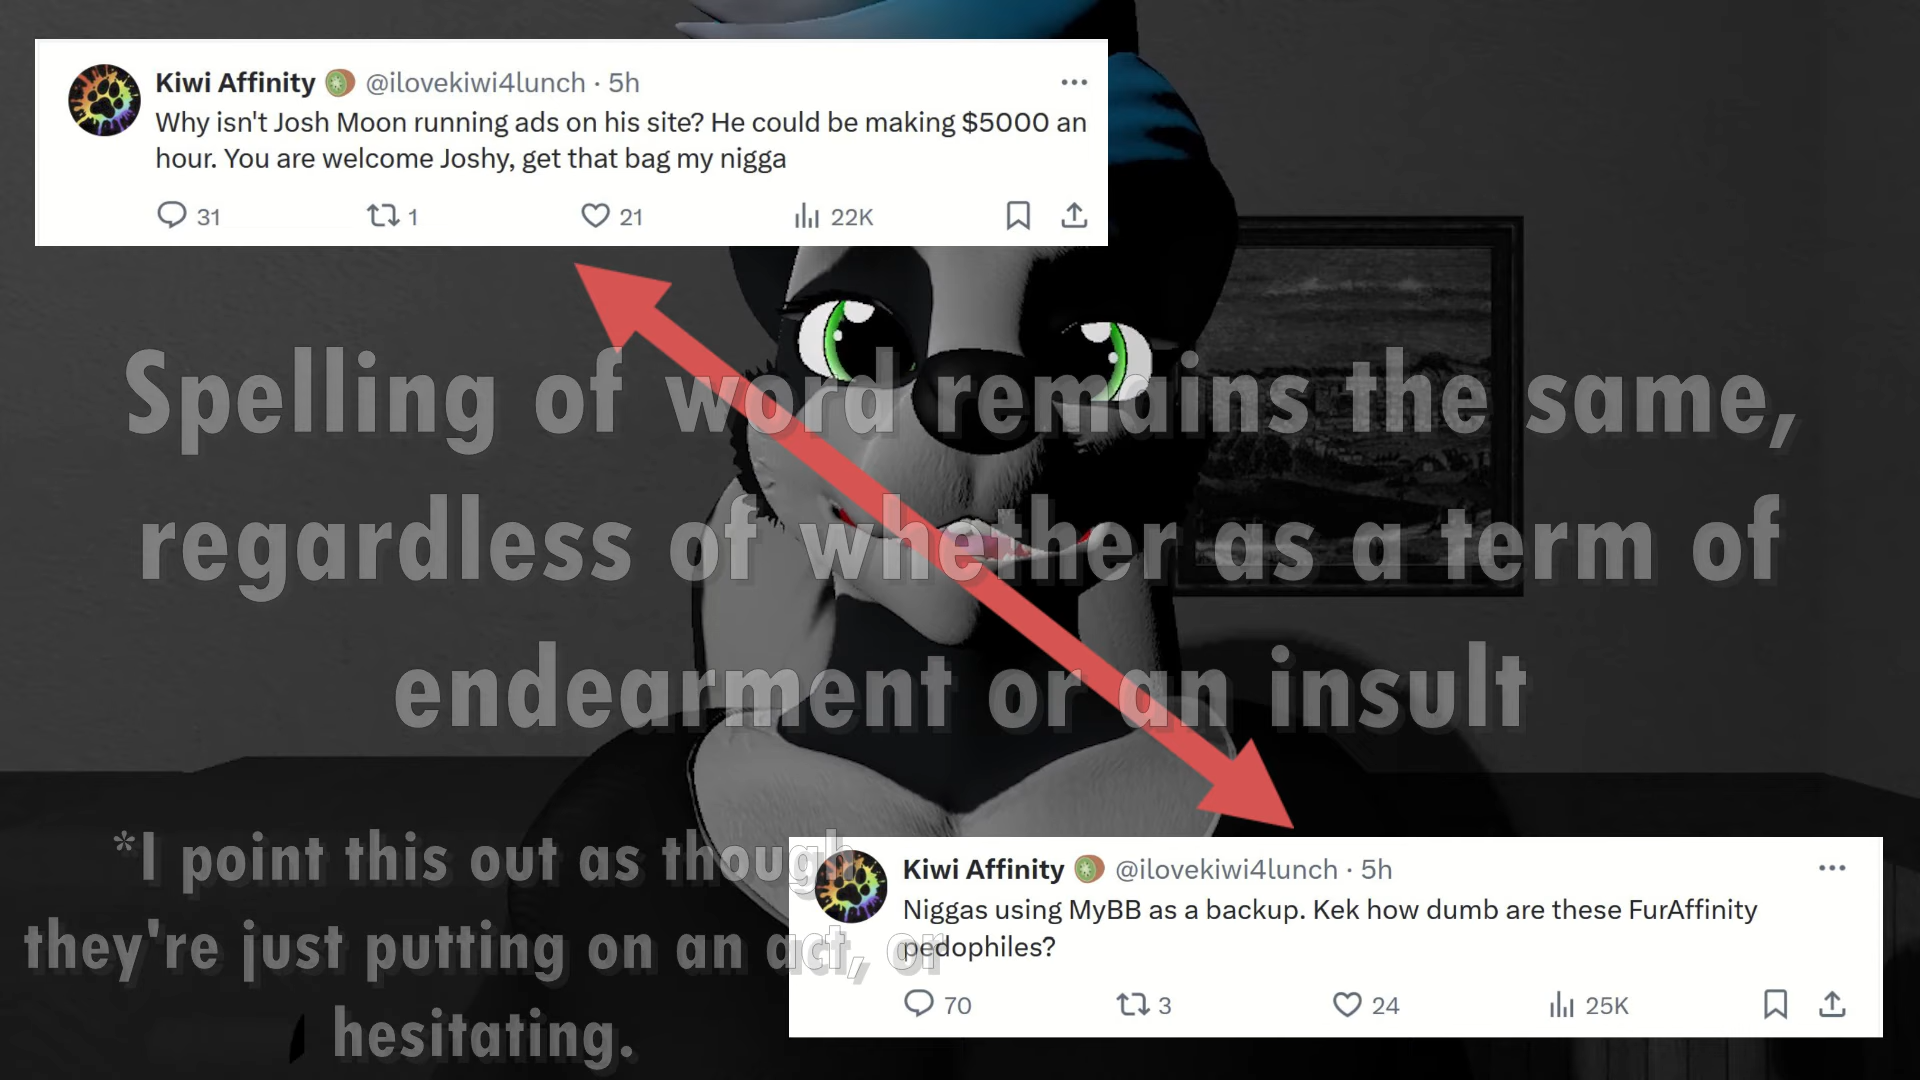 Kiwi Affinity 🥝 @ilovekiwi4lunch · 5h
Why isn't Josh Moon running ads on his site? He could be making $5000 an
hour. You are welcome Joshy, get that bag my nigga
31 1 21 22K
Spelling of word remains the same,
regardless of whether as a term of
endearment or an insult
*I point this out as though
they're just putting on an act, or
hesitating.
Kiwi Affinity 🥝 @ilovekiwi4lunch · 5h
Niggas using MyBB as a backup. Kek how dumb are these FurAffinity
pedophiles?
70 3 24 25K